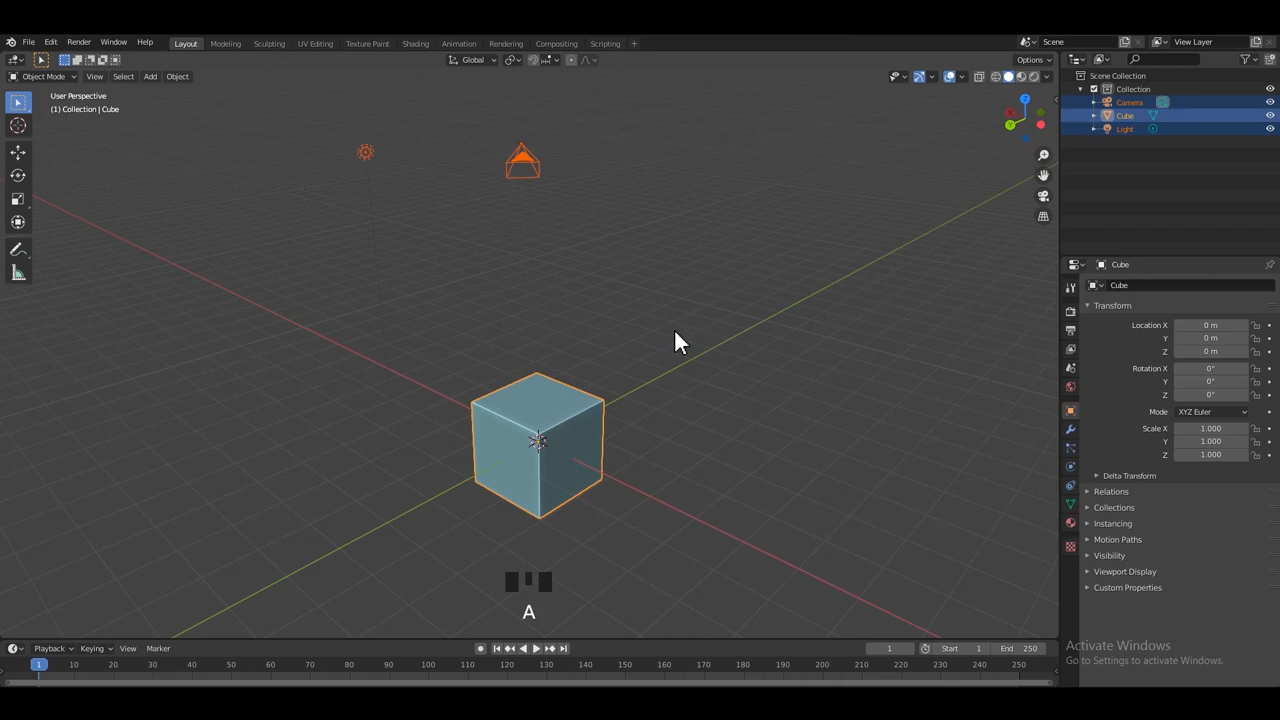 File Edit Render Window Help Layout Modeling Sculpting UV Editing Texture Paint Shading Animation Rendering Compositing Scripting + Scene View Layer
Global Options
Object Mode View Select Add Object
User Perspective
(1) Collection | Cube
Z
Y
Scene Collection
Collection
Camera
Cube
Light
Cube
Cube
Transform
Location X 0 m
Y 0 m
Z 0 m
Rotation X 0°
Y 0°
Z 0°
Mode XYZ Euler
Scale X 1.000
Y 1.000
Z 1.000
Delta Transform
Relations
Collections
Instancing
Motion Paths
Visibility
Viewport Display
Custom Properties
A
Playback Keying View Marker 1 Start 1 End 250
1 10 20 30 40 50 60 70 80 90 100 110 120 130 140 150 160 170 180 190 200 210 220 230 240 250
Activate Windows
Go to Settings to activate Windows.